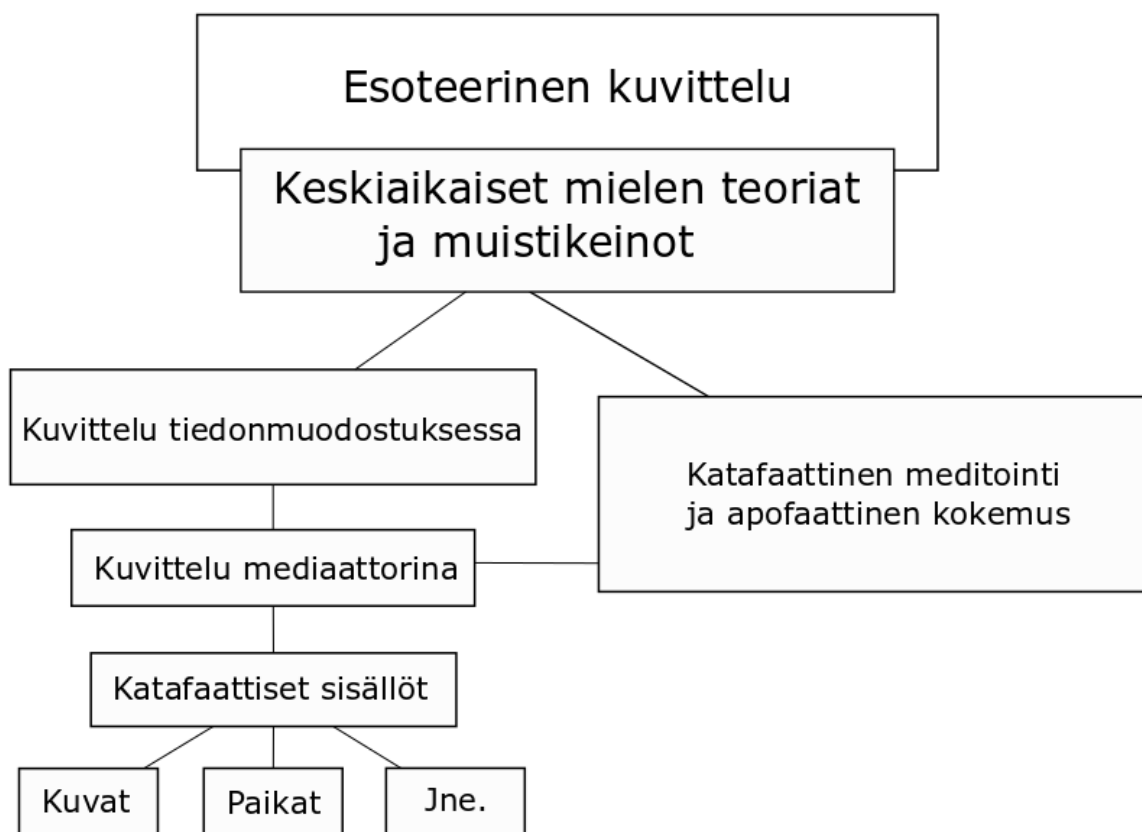 Esoteerinen kuvittelu
Keskiaikaiset mielen teoriat
ja muistikeinot
Kuvittelu tiedonmuodostuksessa
Katafaattinen meditointi
ja apofaattinen kokemus
Kuvittelu mediaattorina
Katafaattiset sisällöt
Kuvat
Paikat
Jne.